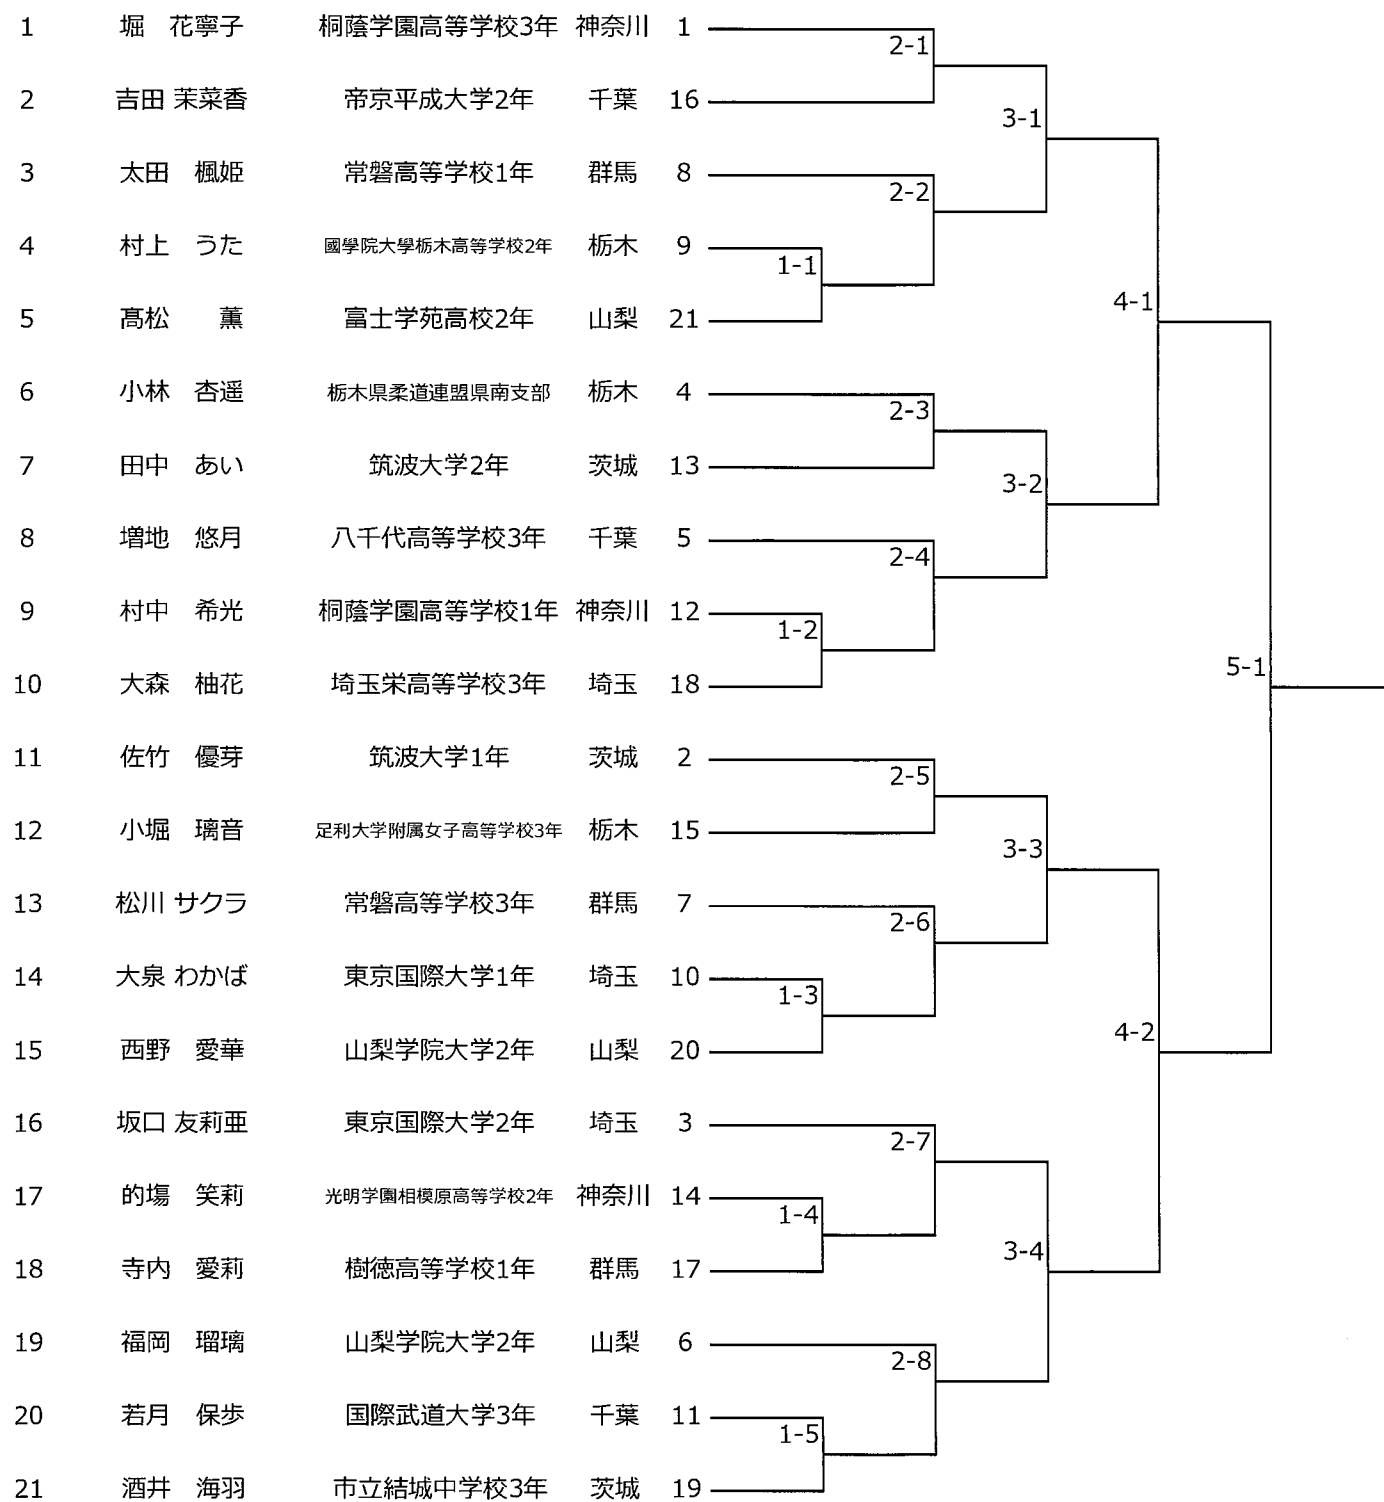 1 堀 花寧子 桐蔭学園高等学校3年 神奈川 1
2-1
2 吉田 茉菜香 帝京平成大学2年 千葉 16
3-1
3 太田 楓姫 常磐高等学校1年 群馬 8
2-2
4 村上 うた 國學院大學栃木高等学校2年 栃木 9
1-1
4-1
5 髙松 薫 富士学苑高校2年 山梨 21
6 小林 杏遥 栃木県柔道連盟県南支部 栃木 4
2-3
7 田中 あい 筑波大学2年 茨城 13
3-2
8 増地 悠月 八千代高等学校3年 千葉 5
2-4
9 村中 希光 桐蔭学園高等学校1年 神奈川 12
1-2
5-1
10 大森 柚花 埼玉栄高等学校3年 埼玉 18
11 佐竹 優芽 筑波大学1年 茨城 2
2-5
12 小堀 璃音 足利大学附属女子高等学校3年 栃木 15
3-3
13 松川 サクラ 常磐高等学校3年 群馬 7
2-6
14 大泉 わかば 東京国際大学1年 埼玉 10
1-3
4-2
15 西野 愛華 山梨学院大学2年 山梨 20
16 坂口 友莉亜 東京国際大学2年 埼玉 3
2-7
17 的場 笑莉 光明学園相模原高等学校2年 神奈川 14
1-4
3-4
18 寺内 愛莉 樹徳高等学校1年 群馬 17
19 福岡 瑠璃 山梨学院大学2年 山梨 6
2-8
20 若月 保歩 国際武道大学3年 千葉 11
1-5
21 酒井 海羽 市立結城中学校3年 茨城 19